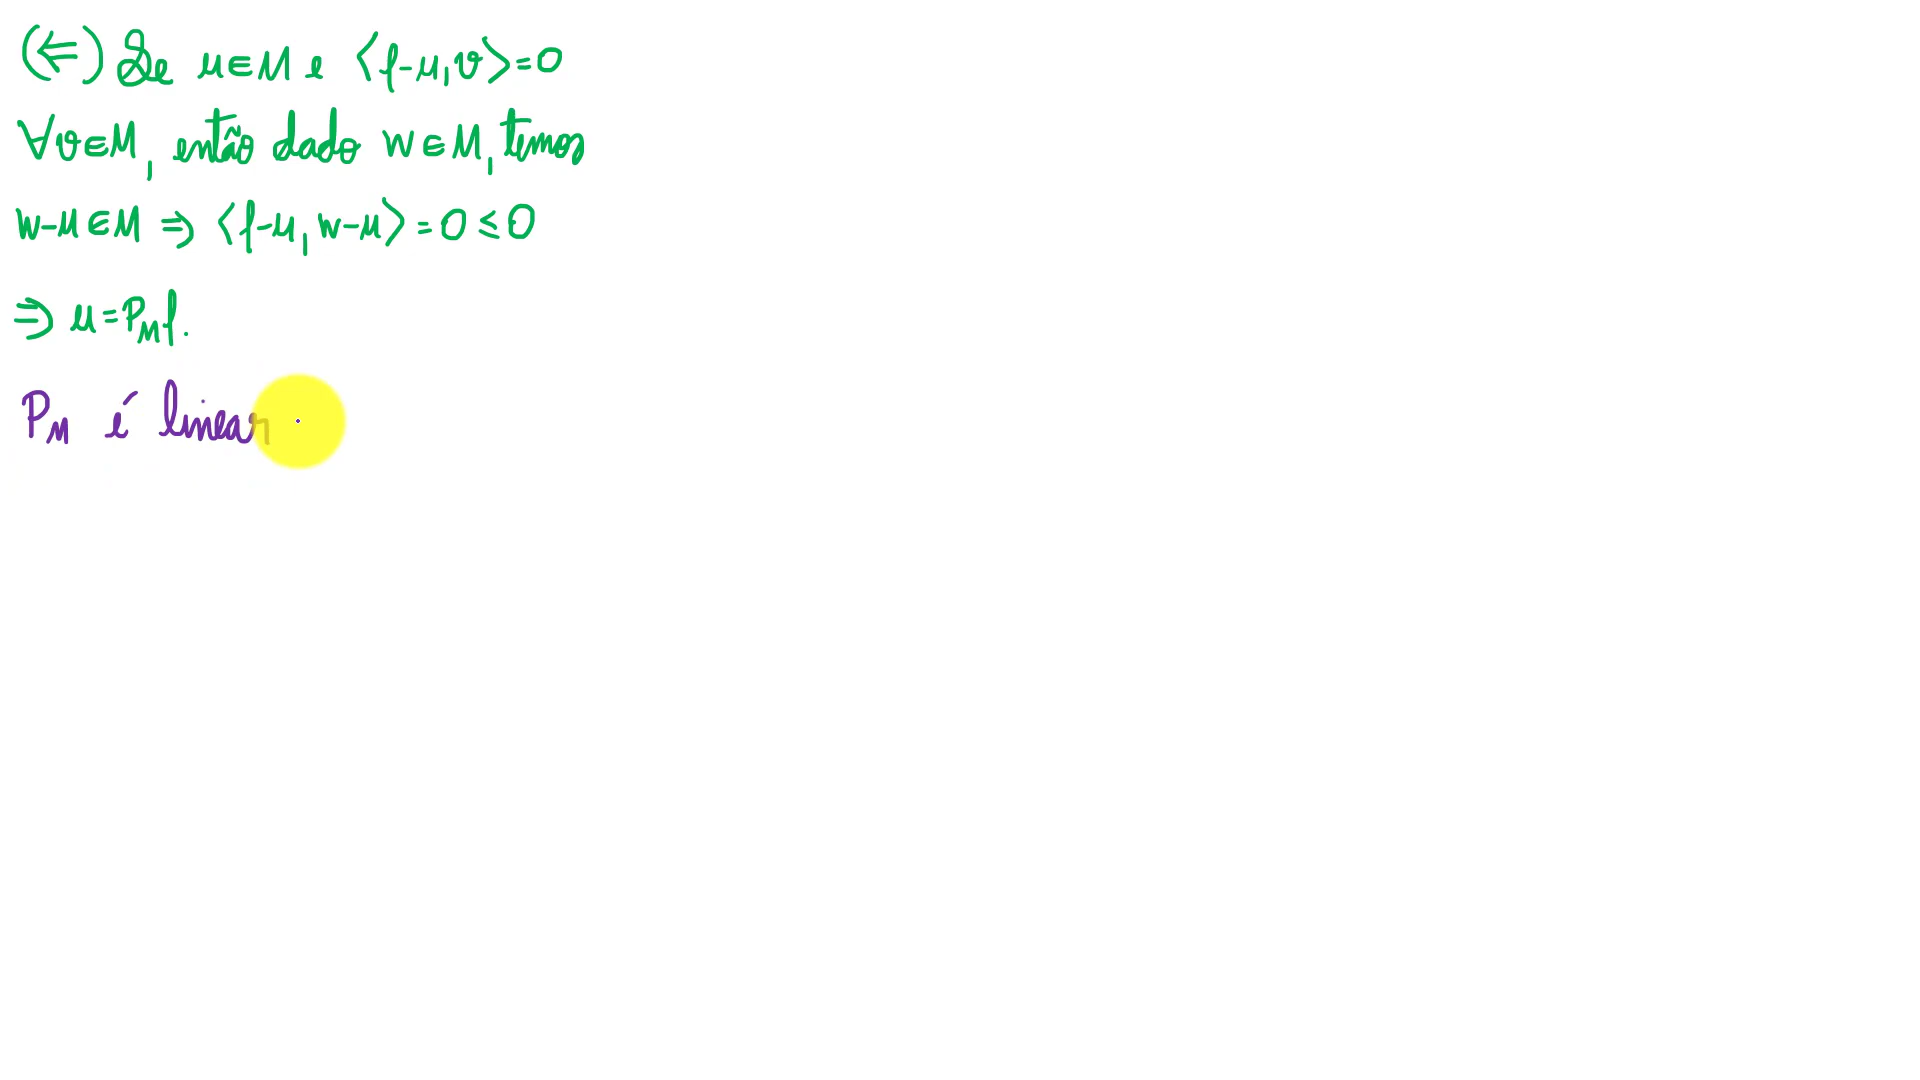 (⇐) Se u∈M e ⟨f-u,v⟩=0
∀v∈M, então dado w∈M, temos
w-u∈M ⇒ ⟨f-u, w-u⟩=0≤0
⇒ u=P_M f.
P_M é linear